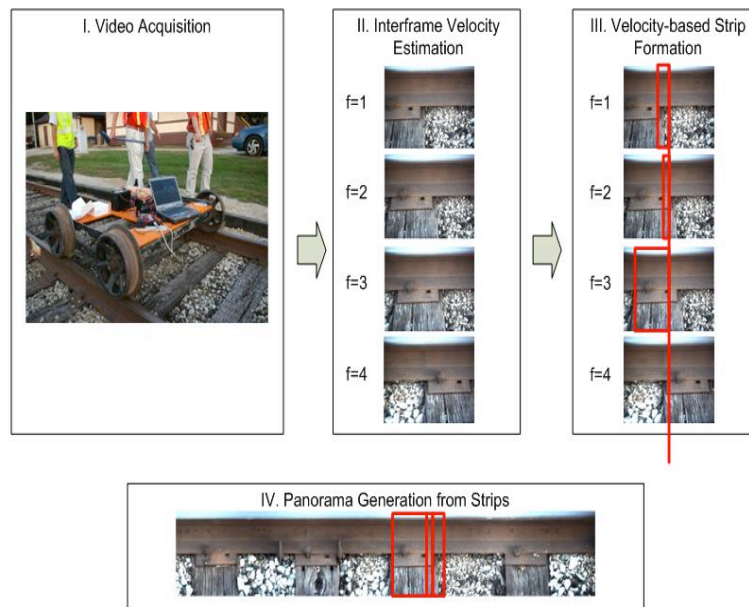 I. Video Acquisition
II. Interframe Velocity
Estimation
f=1
f=2
f=3
f=4
III. Velocity-based Strip
Formation
f=1
f=2
f=3
f=4
IV. Panorama Generation from Strips